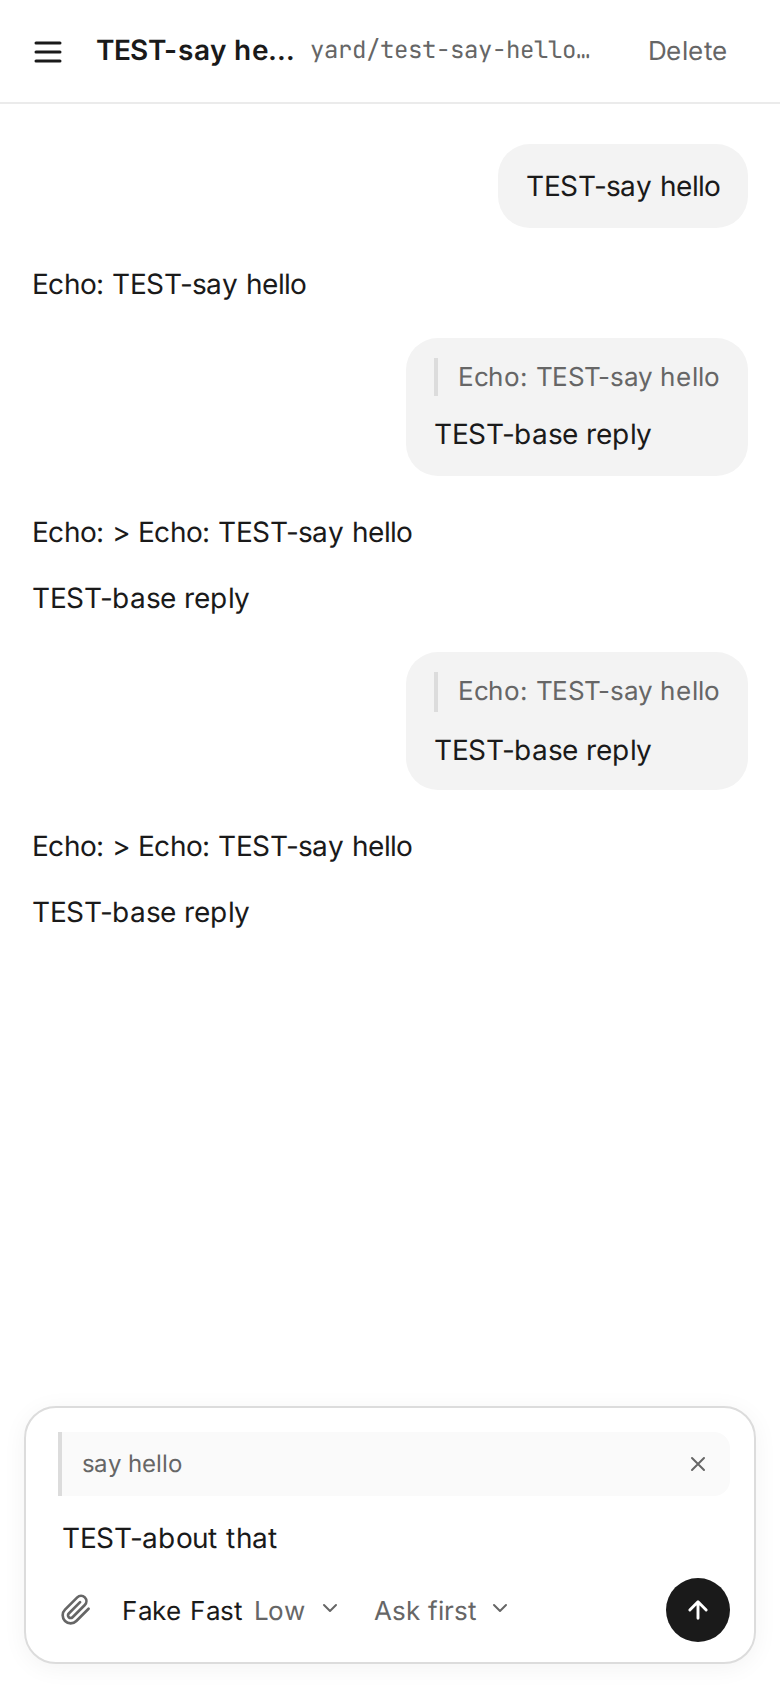 TEST-say he... yard/test-say-hello… Delete
TEST-say hello
Echo: TEST-say hello
Echo: TEST-say hello
TEST-base reply
Echo: > Echo: TEST-say hello
TEST-base reply
Echo: TEST-say hello
TEST-base reply
Echo: > Echo: TEST-say hello
TEST-base reply
say hello
TEST-about that
Fake Fast Low Ask first